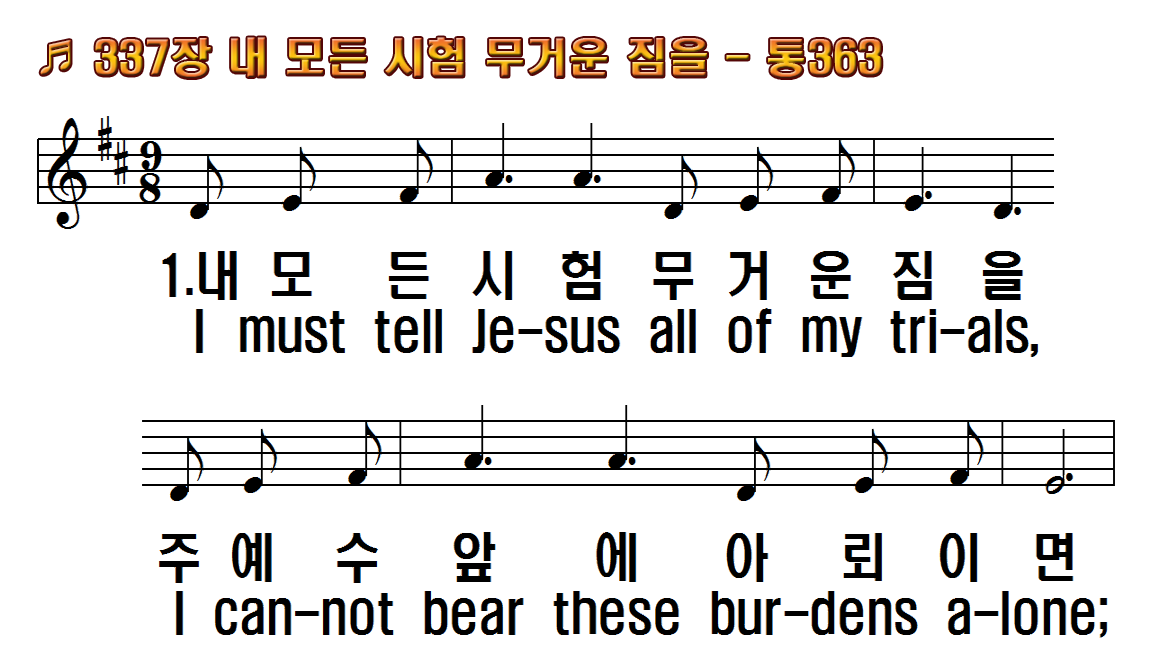 ♬ 337장 내 모든 시험 무거운 짐을 - 통363
9
8
1.내 모 든 시 험 무 거 운 짐 을
I must tell Je-sus all of my tri-als,
주 예 수 앞 에 아 뢰 이 면
I can-not bear these bur-dens a-lone;